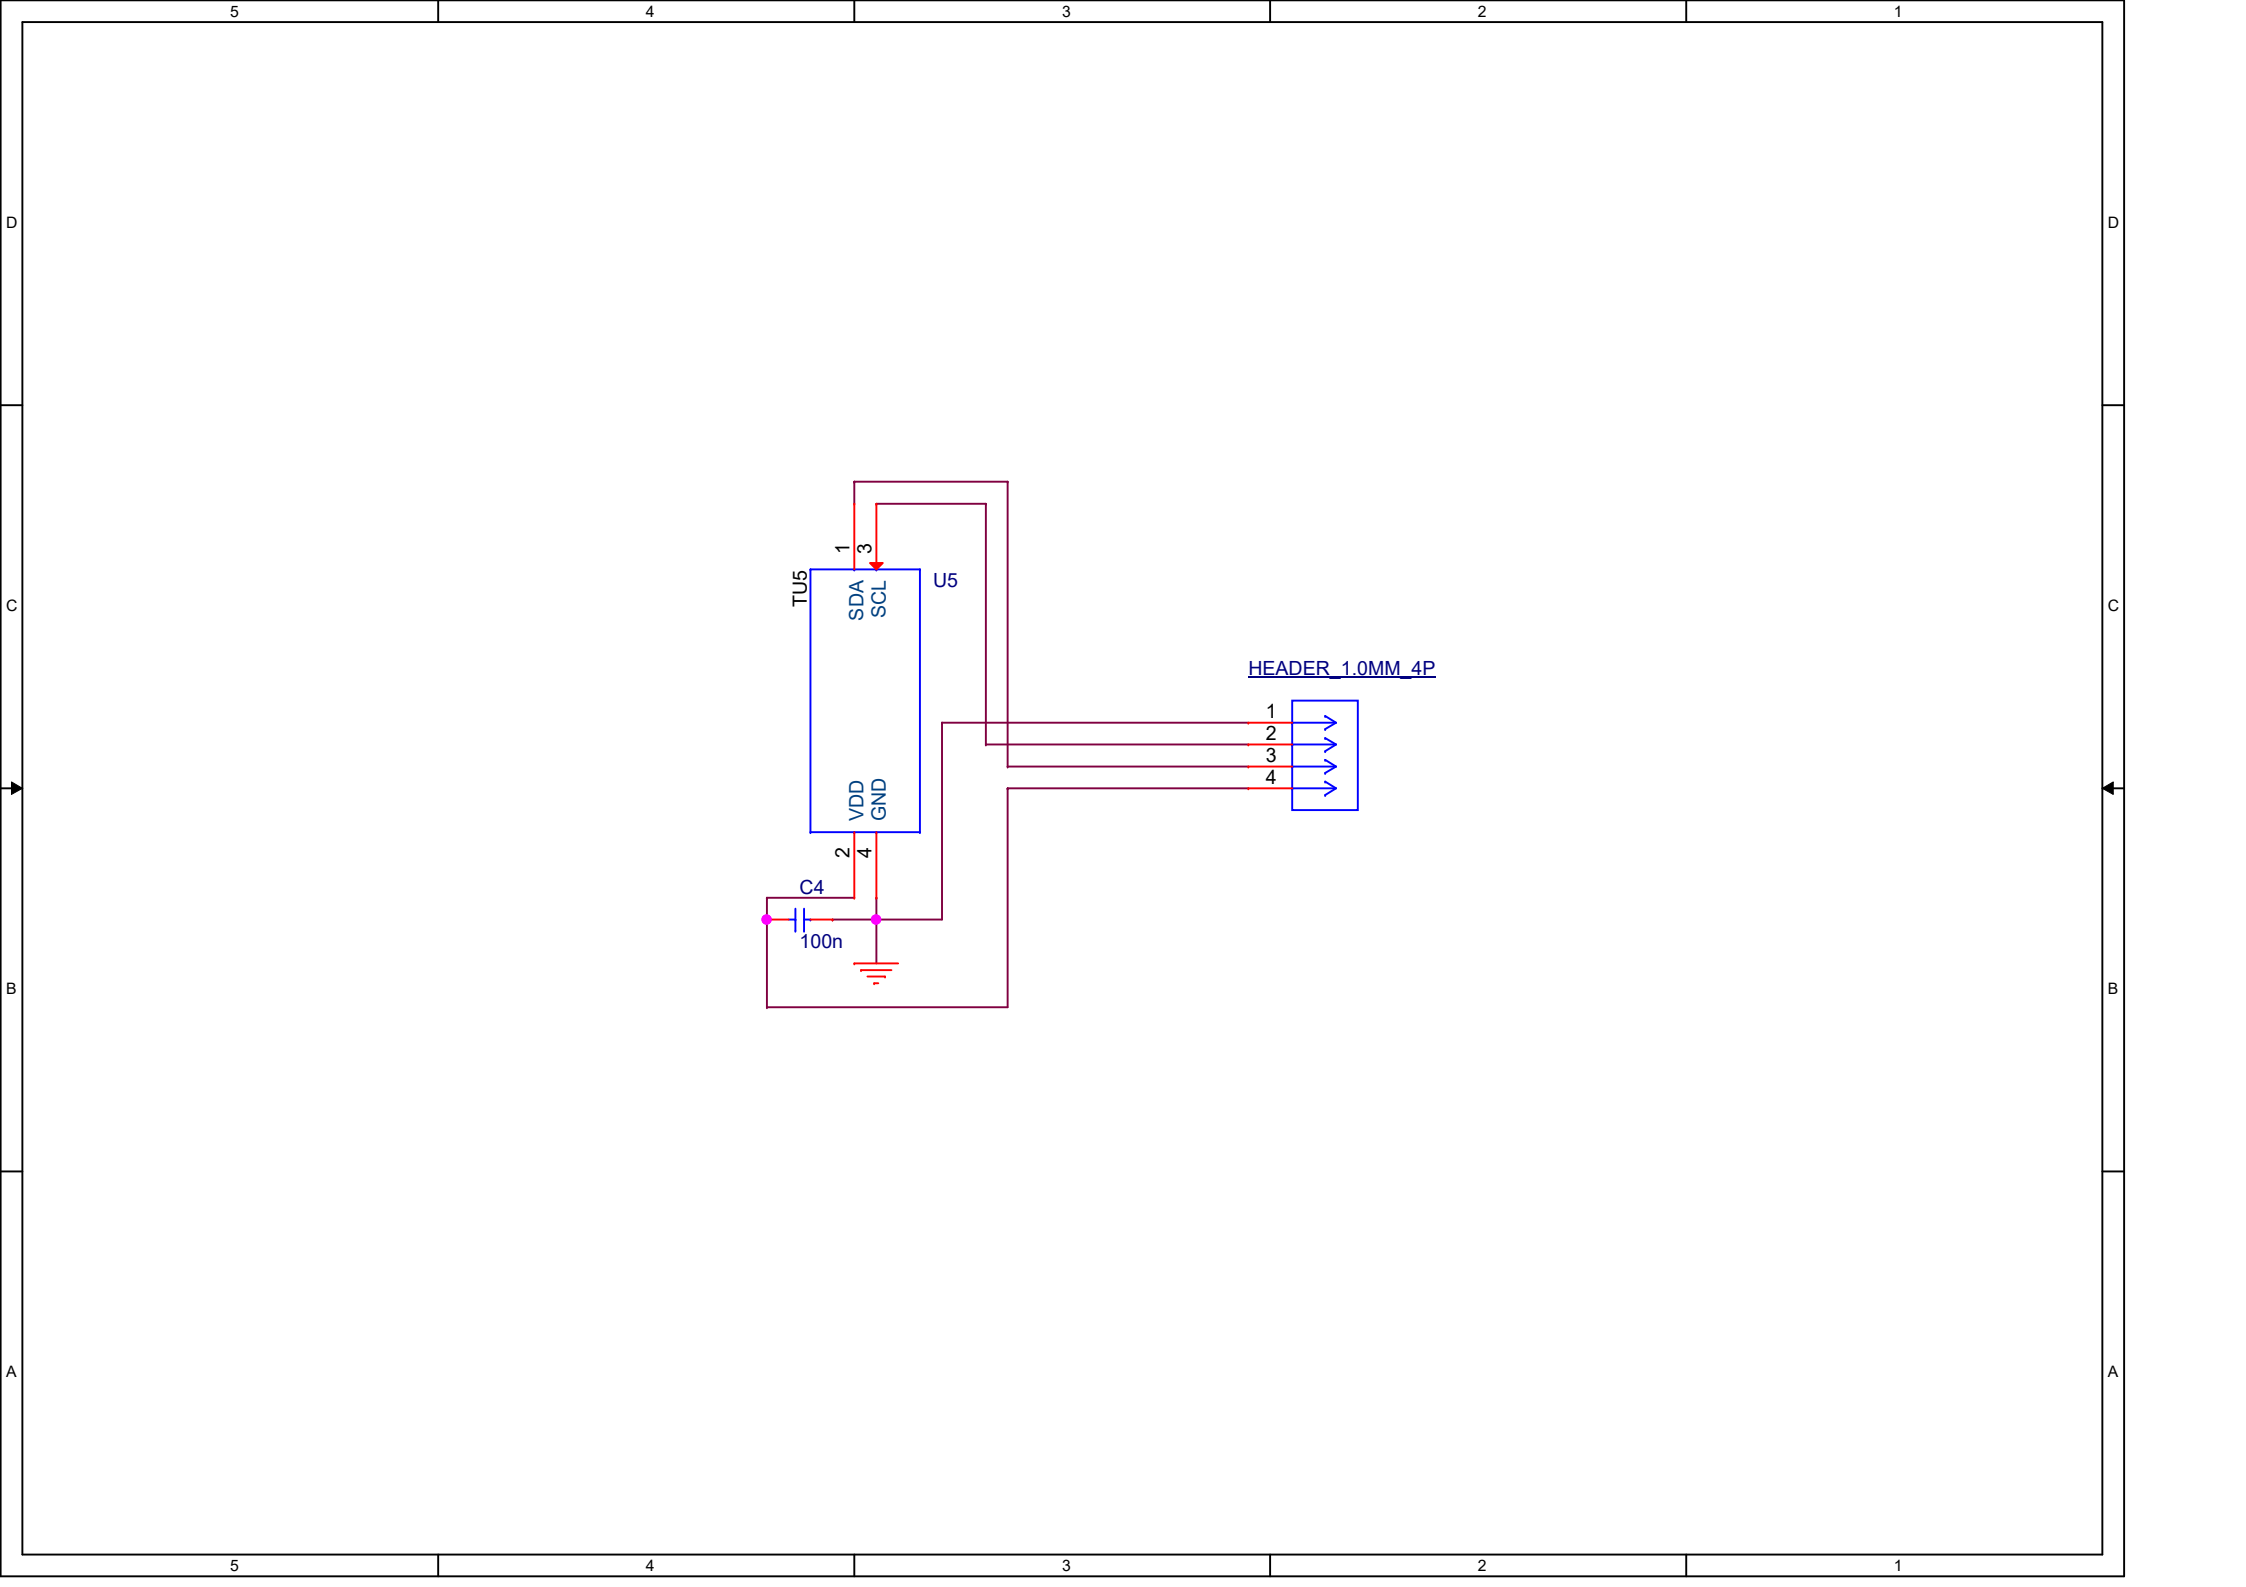 5 4 3 2 1
D D
1 3
TU5 SDA SCL U5
C C
HEADER_1.0MM_4P
1
2
3
4
VDD GND
2 4
C4
100n
B B
A A
5 4 3 2 1